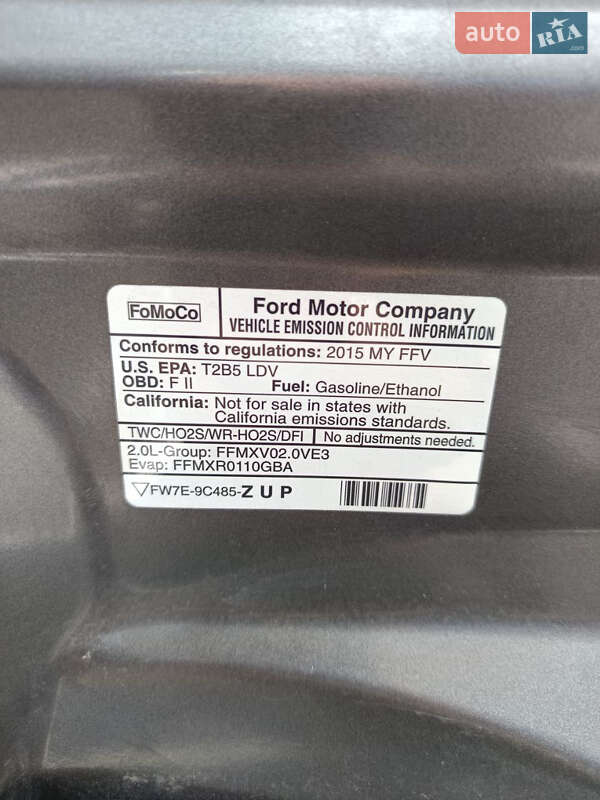 auto RIA.com
FoMoCo
Ford Motor Company
VEHICLE EMISSION CONTROL INFORMATION
Conforms to regulations: 2015 MY FFV
U.S. EPA: T2B5 LDV
OBD: F II Fuel: Gasoline/Ethanol
California: Not for sale in states with
California emissions standards.
TWC/HO2S/WR-HO2S/DFI No adjustments needed.
2.0L-Group: FFMXV02.0VE3
Evap: FFMXR0110GBA
FW7E-9C485-ZUP